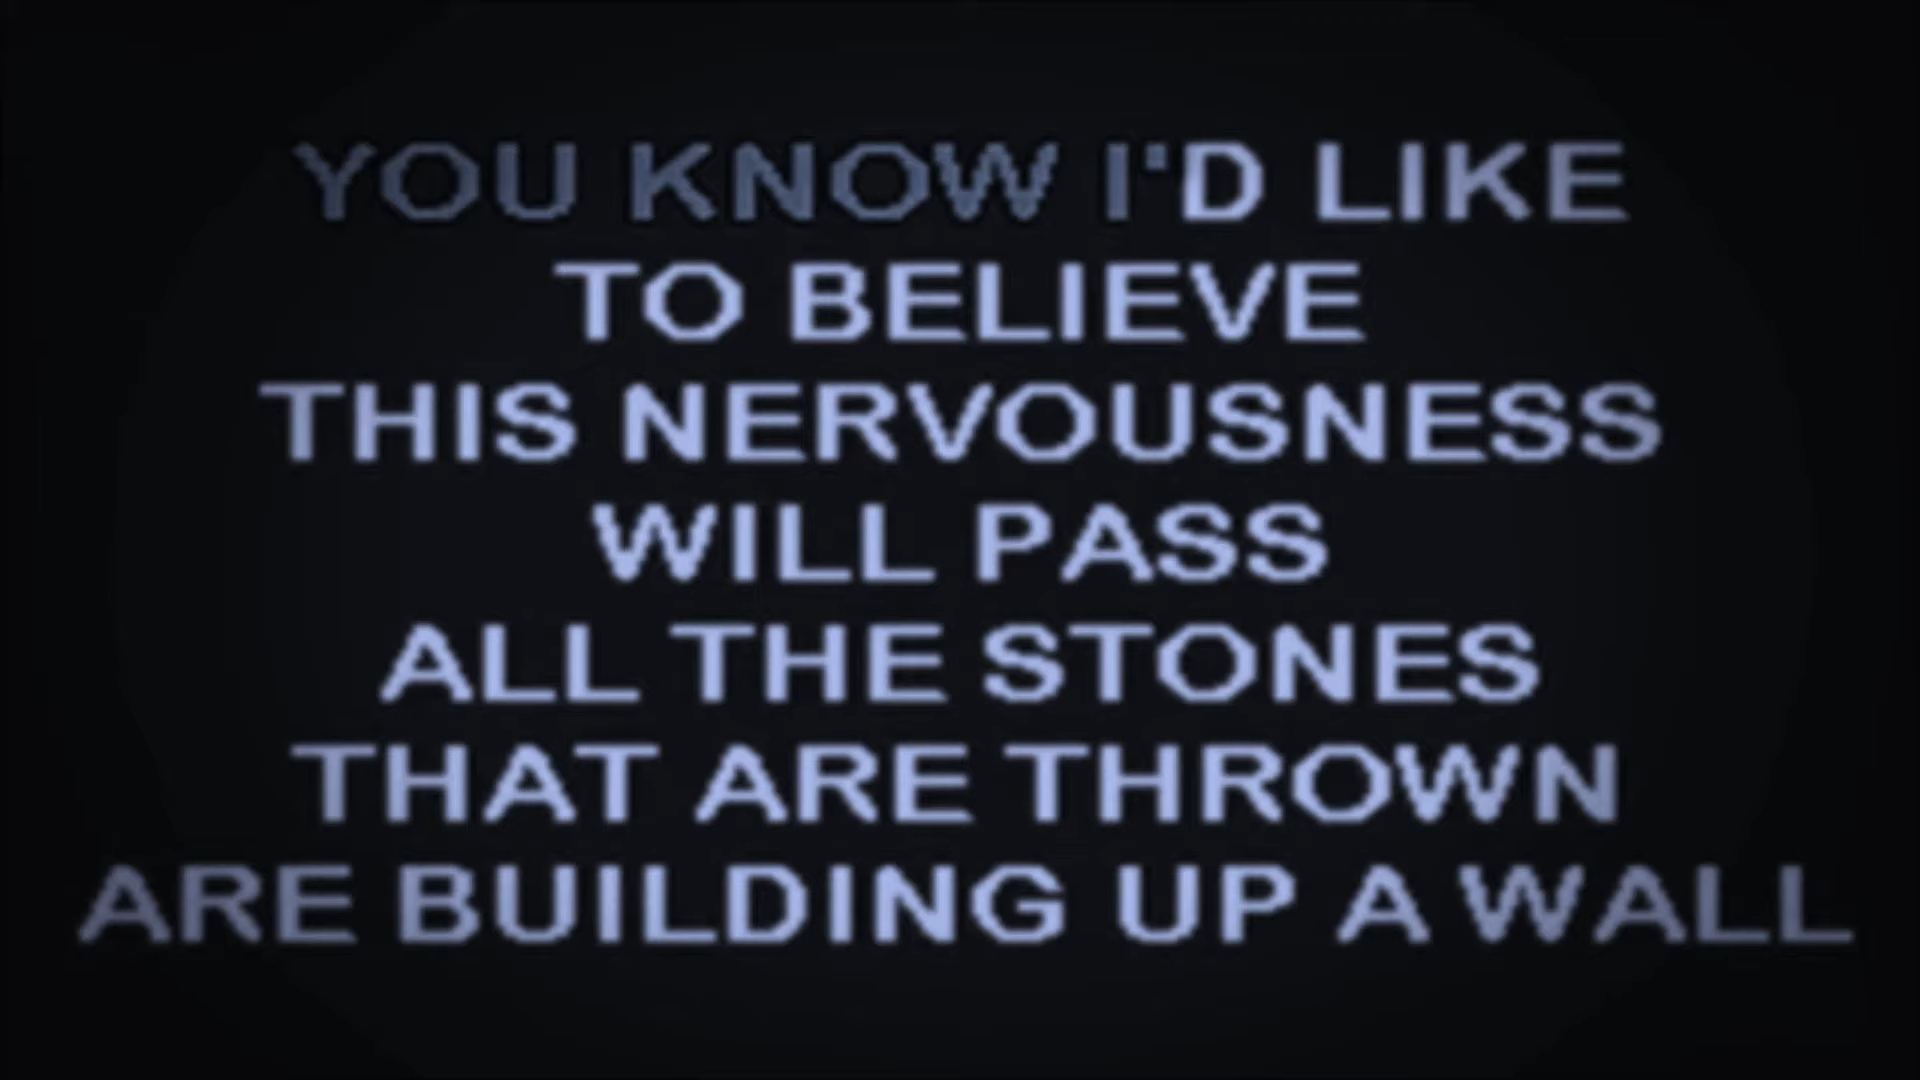 YOU KNOW I'D LIKE
TO BELIEVE
THIS NERVOUSNESS
WILL PASS
ALL THE STONES
THAT ARE THROWN
ARE BUILDING UP A WALL